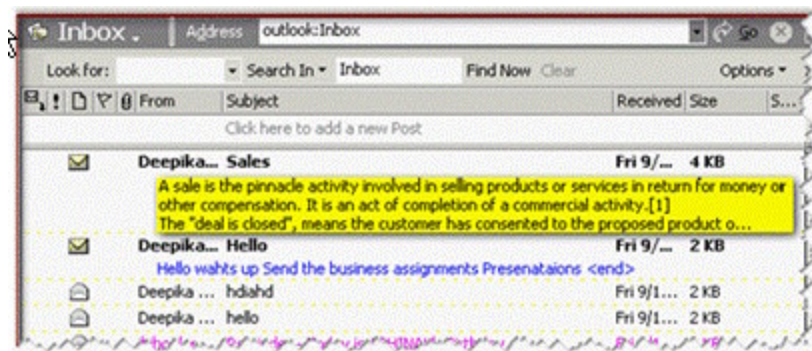 Inbox . Address outlook:Inbox Go
Look for: Search In Inbox Find Now Clear Options
! From Subject Received Size S...
Click here to add a new Post
Deepika... Sales Fri 9/... 4 KB
A sale is the pinnacle activity involved in selling products or services in return for money or
other compensation. It is an act of completion of a commercial activity.[1]
The "deal is closed", means the customer has consented to the proposed product o...
Deepika... Hello Fri 9/... 2 KB
Hello wahts up Send the business assignments Presenataions <end>
Deepika ... hdiahd Fri 9/1... 2 KB
Deepika ... hello Fri 9/1... 2 KB